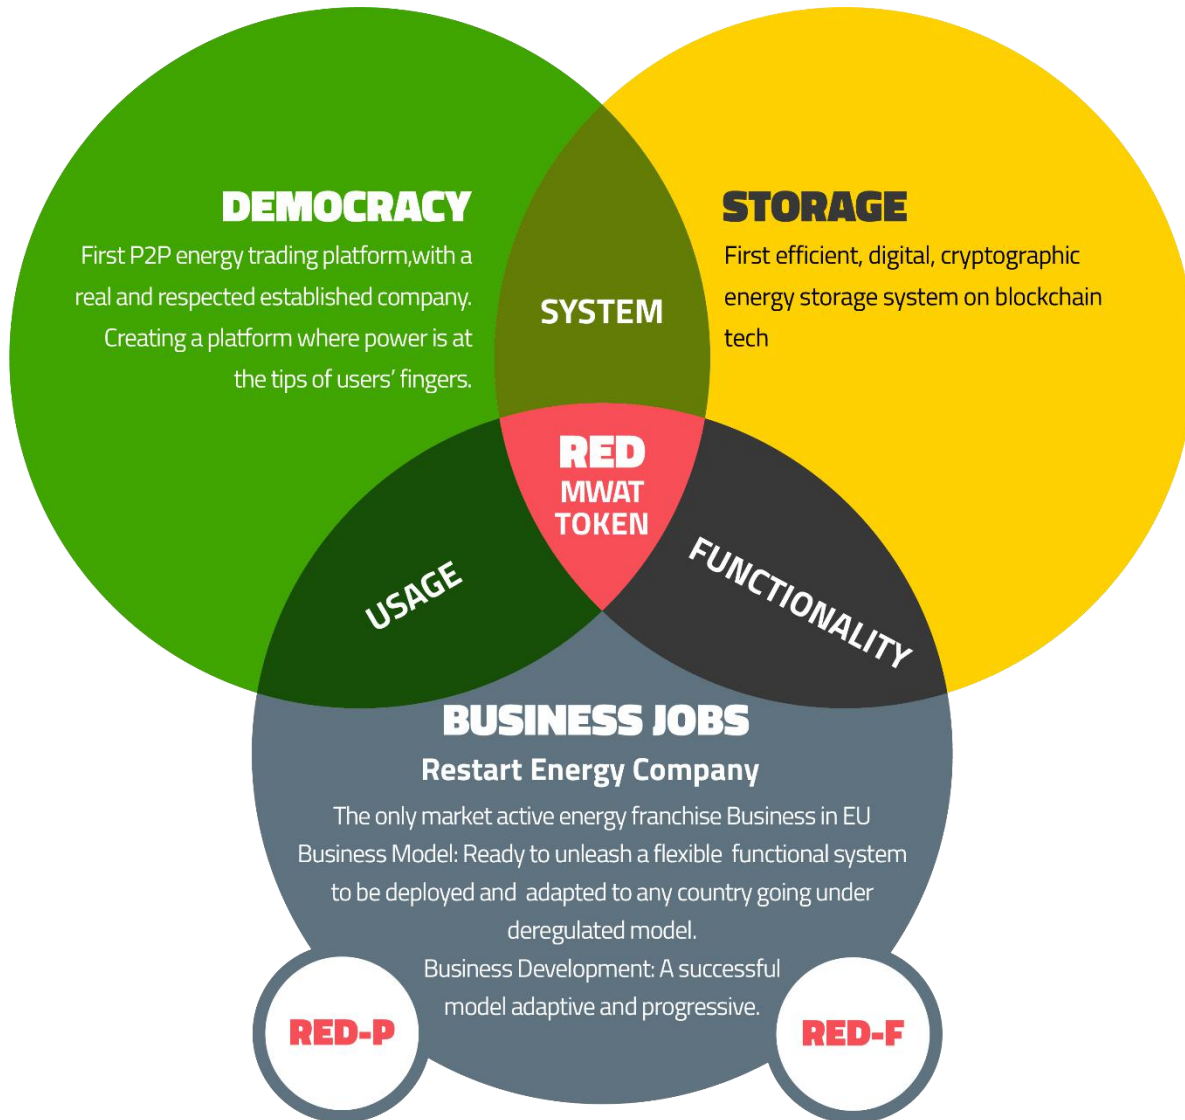 DEMOCRACY
First P2P energy trading platform,with a
real and respected established company.
Creating a platform where power is at
the tips of users’ fingers.
STORAGE
First efficient, digital, cryptographic
energy storage system on blockchain
tech
SYSTEM
RED
MWAT
TOKEN
USAGE
FUNCTIONALITY
BUSINESS JOBS
Restart Energy Company
The only market active energy franchise Business in EU
Business Model: Ready to unleash a flexible functional system
to be deployed and adapted to any country going under
deregulated model.
Business Development: A successful
model adaptive and progressive.
RED-P
RED-F